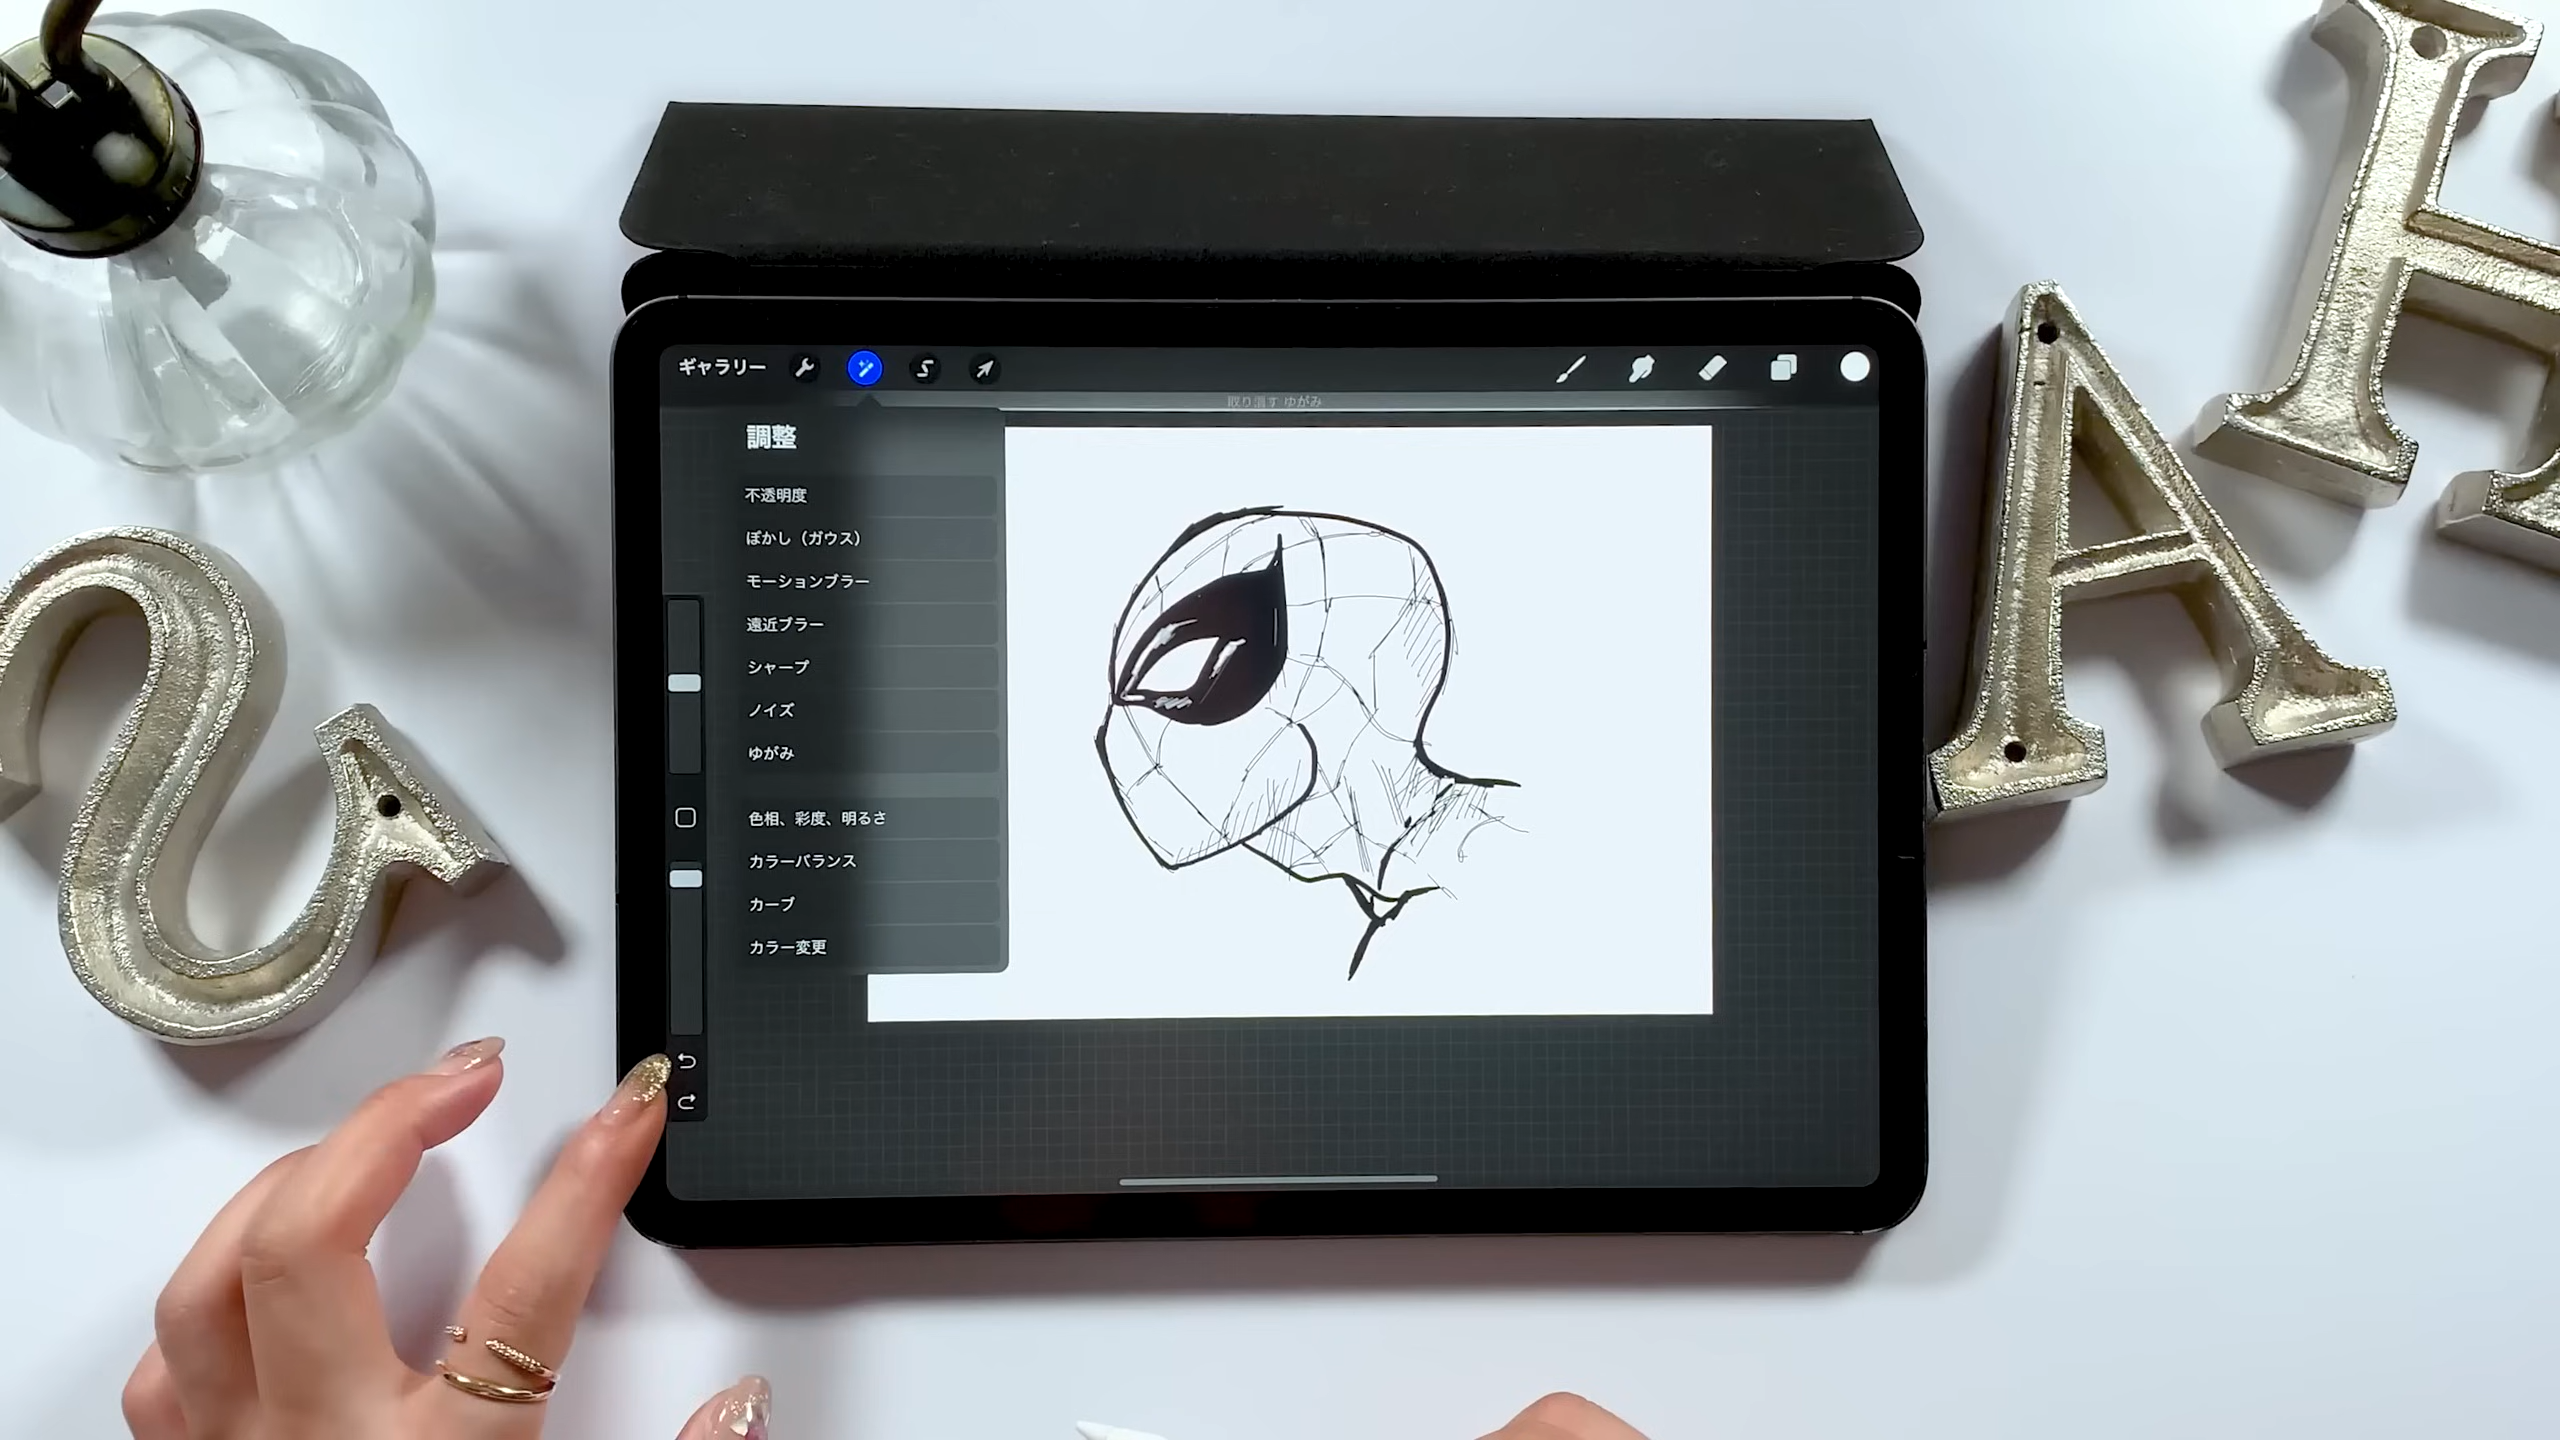 ギャラリー
取り消す ゆがみ
調整
不透明度
ぼかし（ガウス）
モーションブラー
遠近ブラー
シャープ
ノイズ
ゆがみ
色相、彩度、明るさ
カラーバランス
カーブ
カラー変更
S
A
H